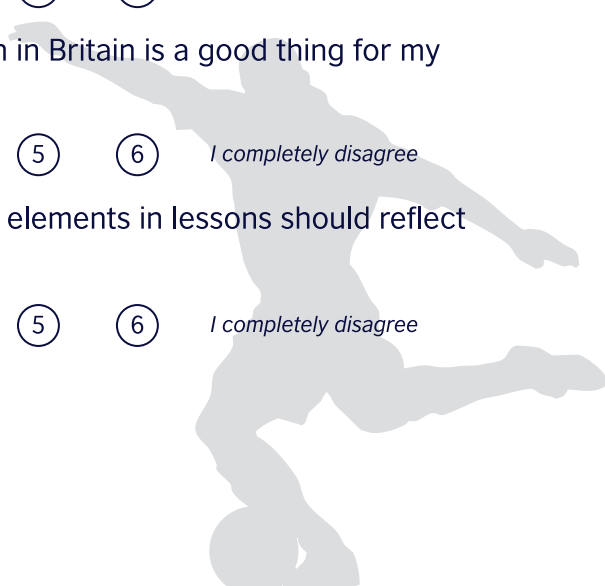 in Britain is a good thing for my
5 6 I completely disagree
elements in lessons should reflect
5 6 I completely disagree